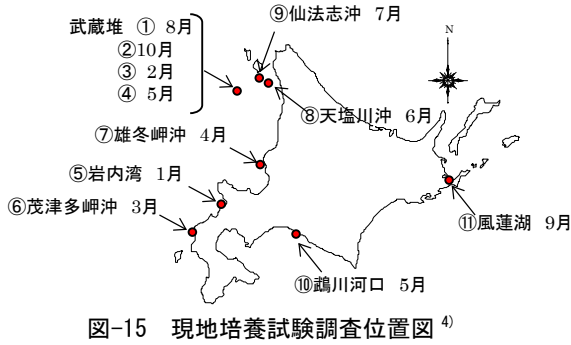 ⑨仙法志沖 7月
武蔵堆 ① 8月
②10月
③ 2月
④ 5月
N
⑧天塩川沖 6月
⑦雄冬岬沖 4月
⑤岩内湾 1月
⑥茂津多岬沖 3月
⑪風蓮湖 9月
⑩鵡川河口 5月
図-15 現地培養試験調査位置図 4)